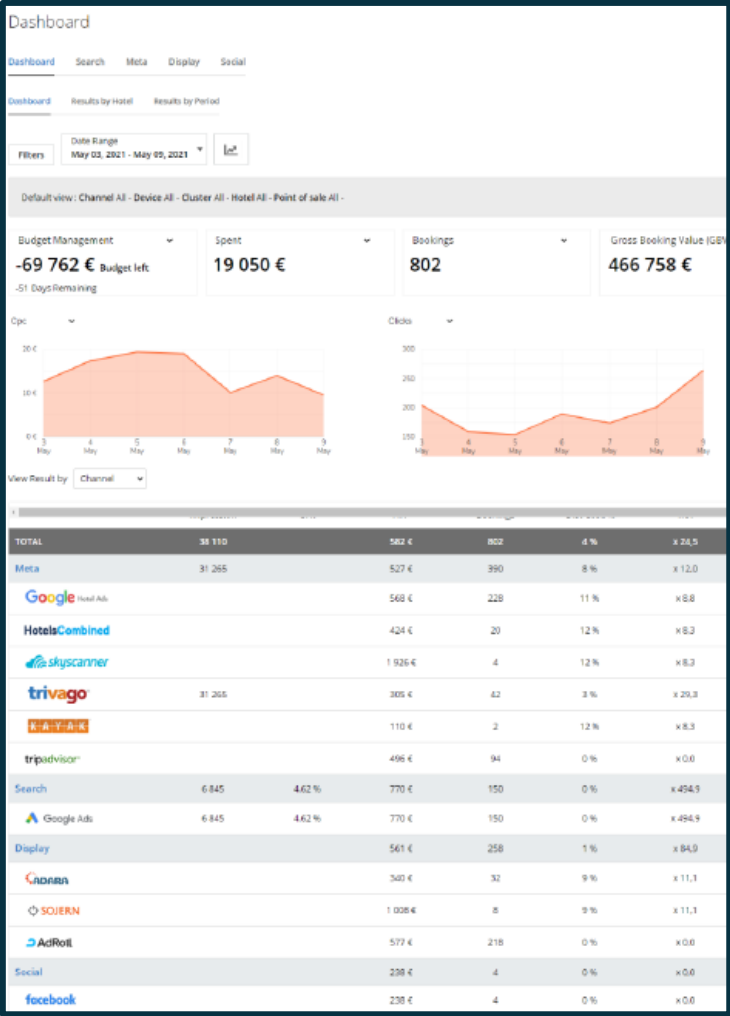 Dashboard
Dashboard Search Meta Display Social
Dashboard Results by Hotel Results by Period
Filters
Date Range
May 03, 2021 - May 09, 2021
Default view : Channel All - Device All - Cluster All - Hotel All - Point of sale All -
Budget Management Spent Bookings Gross Booking Value (GBV
-69 762 € Budget left 19 050 € 802 466 758 €
-51 Days Remaining
Cpc Clicks
20 € 300
250
10 € 200
0 € 150
3 4 5 6 7 8 9 3 4 5 6 7 8 9
May May May May May May May May May May May May May May
View Result by Channel
TOTAL 38 110 582 € 802 4 % x 24,5
Meta 31 265 527 € 390 8 % x 12,0
Google Hotel Ads 568 € 228 11 % x 8.8
HotelsCombined 424 € 20 12 % x 8.3
skyscanner 1 926 € 4 12 % x 8.3
trivago 31 265 305 € 42 3 % x 29,3
KAYAK 110 € 2 12 % x 8.3
tripadvisor 496 € 94 0 % x 0.0
Search 6 845 4.62 % 770 € 150 0 % x 494.9
Google Ads 6 845 4.62 % 770 € 150 0 % x 494.9
Display 561 € 258 1 % x 84,9
ADARA 340 € 32 9 % x 11,1
SOJERN 1 008 € 8 9 % x 11,1
AdRoll 577 € 218 0 % x 0.0
Social 238 € 4 0 % x 0,0
facebook 238 € 4 0 % x 0.0